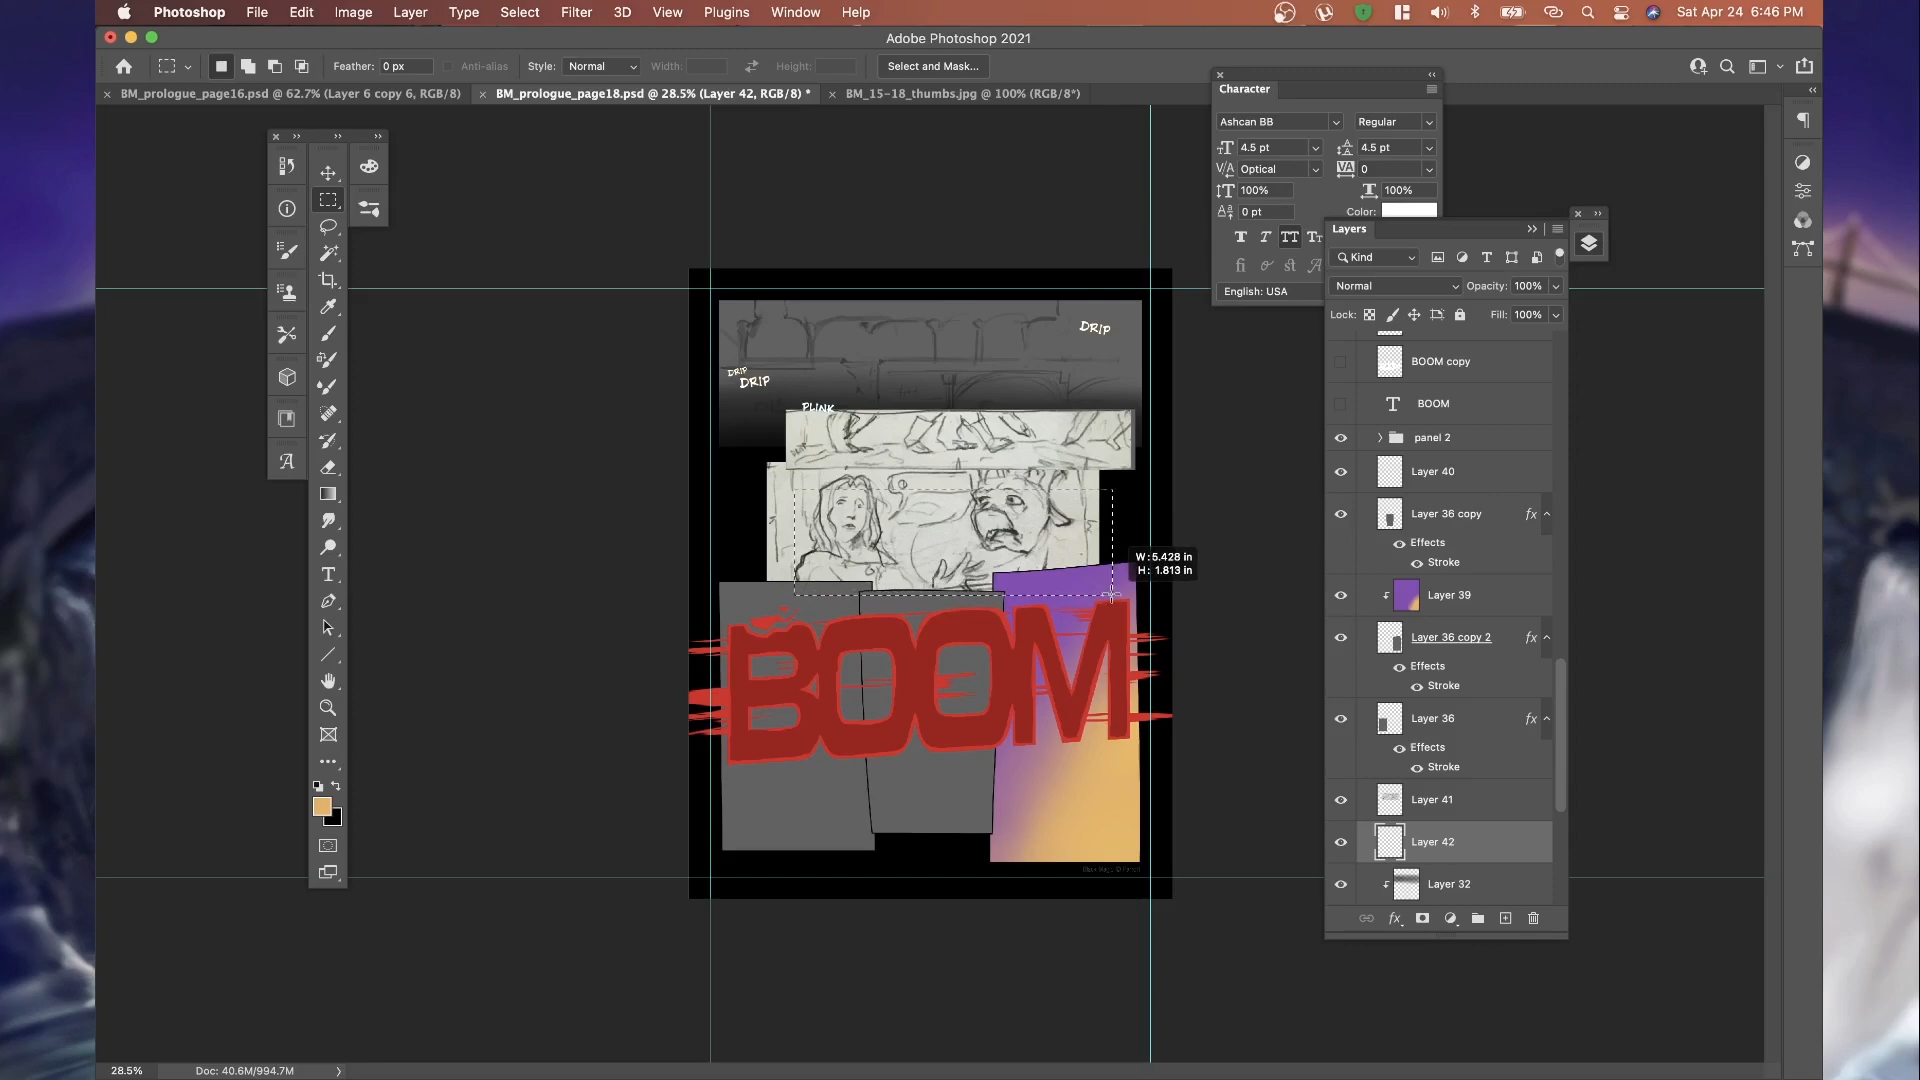 Photoshop File Edit Image Layer Type Select Filter 3D View Plugins Window Help
Sat Apr 24 6:46 PM
Adobe Photoshop 2021
Feather: 0 px Anti-alias Style: Normal Width: Height: Select and Mask...
BM_prologue_page16.psd @ 62.7% (Layer 6 copy 6, RGB/8)
BM_prologue_page18.psd @ 28.5% (Layer 42, RGB/8) *
BM_15-18_thumbs.jpg @ 100% (RGB/8*)
Character
Ashcan BB Regular
4.5 pt 4.5 pt
Optical 0
100% 100%
0 pt Color:
English: USA
Layers
Kind
Normal Opacity: 100%
Lock: Fill: 100%
BOOM copy
BOOM
panel 2
Layer 40
Layer 36 copy fx
Effects
Stroke
Layer 39
Layer 36 copy 2 fx
Effects
Stroke
Layer 36 fx
Effects
Stroke
Layer 41
Layer 42
Layer 32
DRIP
DRIP
DRIP
PLINK
W: 5.428 in
H: 1.813 in
BOOM
28.5% Doc: 40.6M/994.7M